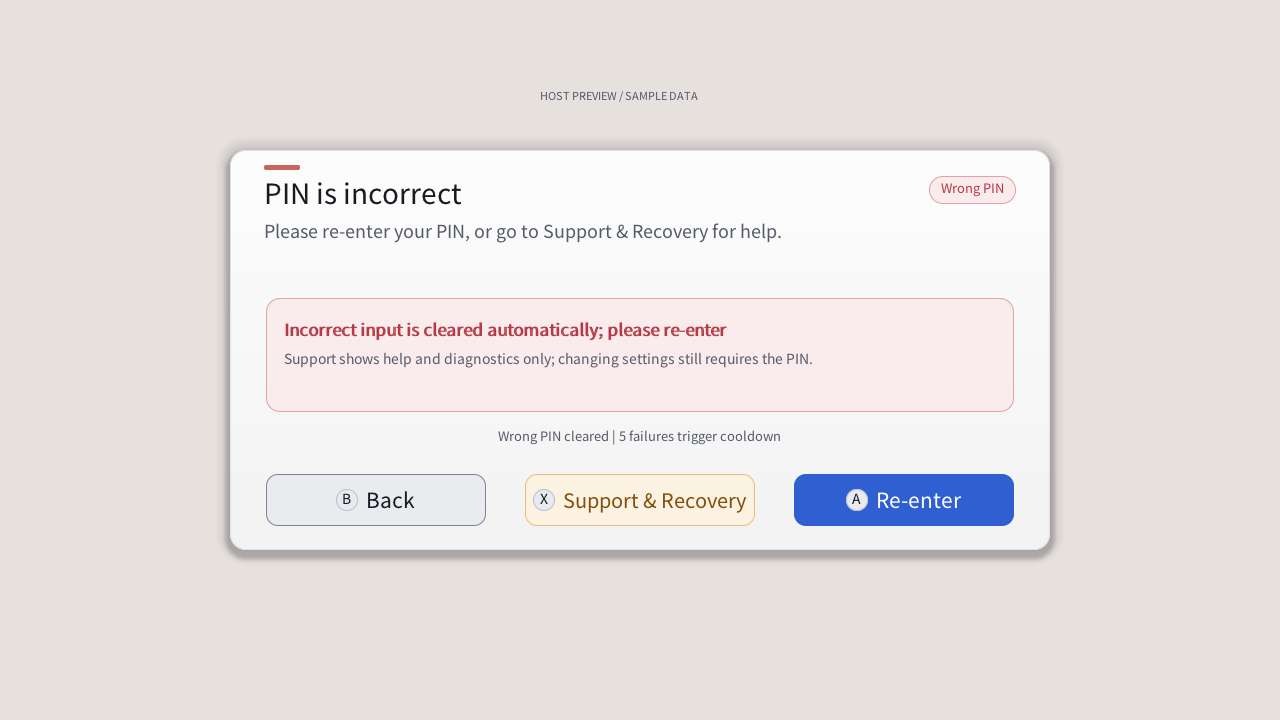 HOST PREVIEW / SAMPLE DATA
PIN is incorrect
Wrong PIN
Please re-enter your PIN, or go to Support & Recovery for help.
Incorrect input is cleared automatically; please re-enter
Support shows help and diagnostics only; changing settings still requires the PIN.
Wrong PIN cleared | 5 failures trigger cooldown
B Back
X Support & Recovery
A Re-enter